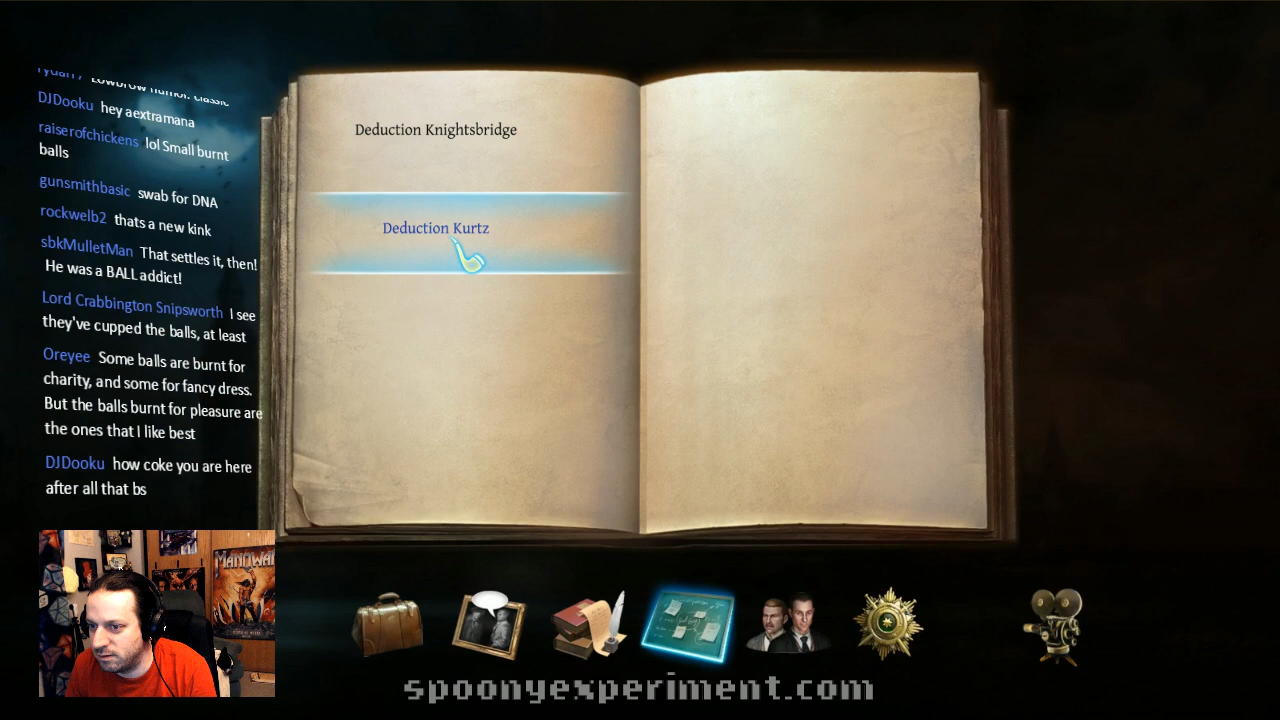 Lowbrow humor. classic
DJDooku hey aextramana
raiserofchickens lol Small burnt
balls
gunsmithbasic swab for DNA
rockwelb2 thats a new kink
sbkMulletMan That settles it, then!
He was a BALL addict!
Lord Crabbington Snipsworth I see
they've cupped the balls, at least
Oreyee Some balls are burnt for
charity, and some for fancy dress.
But the balls burnt for pleasure are
the ones that I like best
DJDooku how coke you are here
after all that bs
Deduction Knightsbridge
Deduction Kurtz
MANOWAR
spoonyexperiment.com